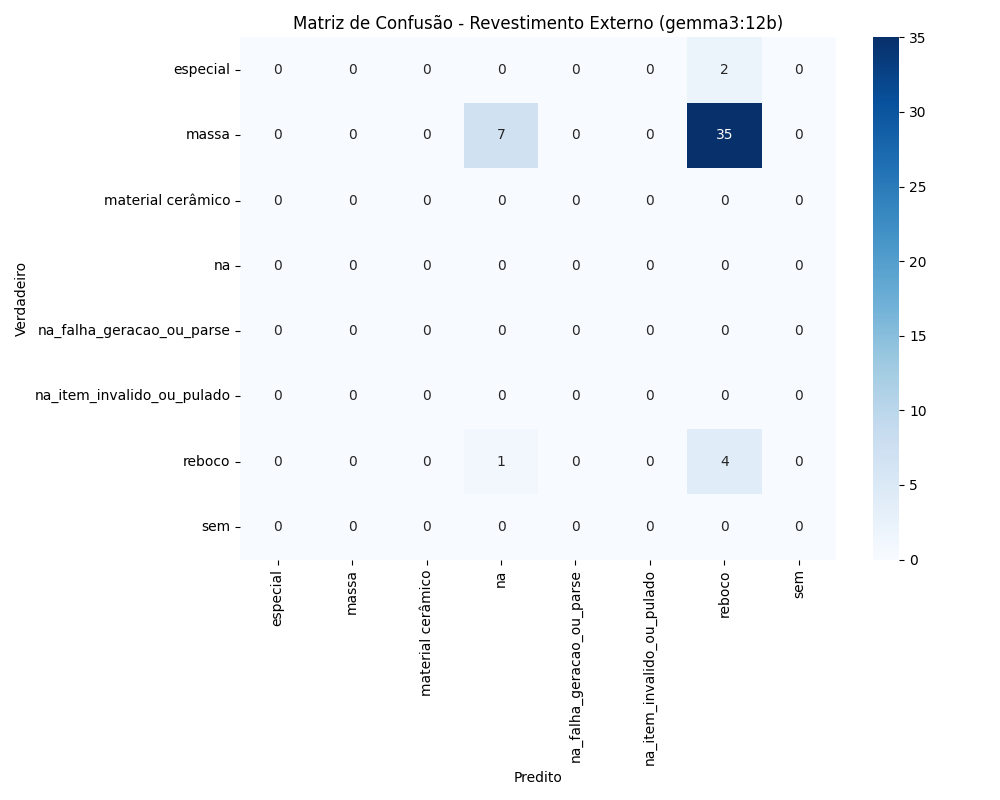 Matriz de Confusão - Revestimento Externo (gemma3:12b)
Verdadeiro
especial 0 0 0 0 0 0 2 0
massa 0 0 0 7 0 0 35 0
material cerâmico 0 0 0 0 0 0 0 0
na 0 0 0 0 0 0 0 0
na_falha_geracao_ou_parse 0 0 0 0 0 0 0 0
na_item_invalido_ou_pulado 0 0 0 0 0 0 0 0
reboco 0 0 0 1 0 0 4 0
sem 0 0 0 0 0 0 0 0
especial
massa
material cerâmico
na
na_falha_geracao_ou_parse
na_item_invalido_ou_pulado
reboco
sem
Predito
35
30
25
20
15
10
5
0